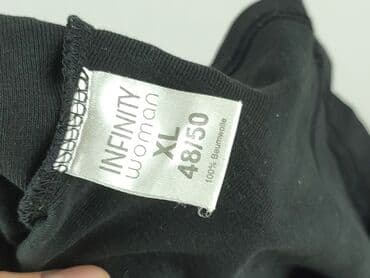 INFINITY
woman
XL
48/50
100% Baumwolle